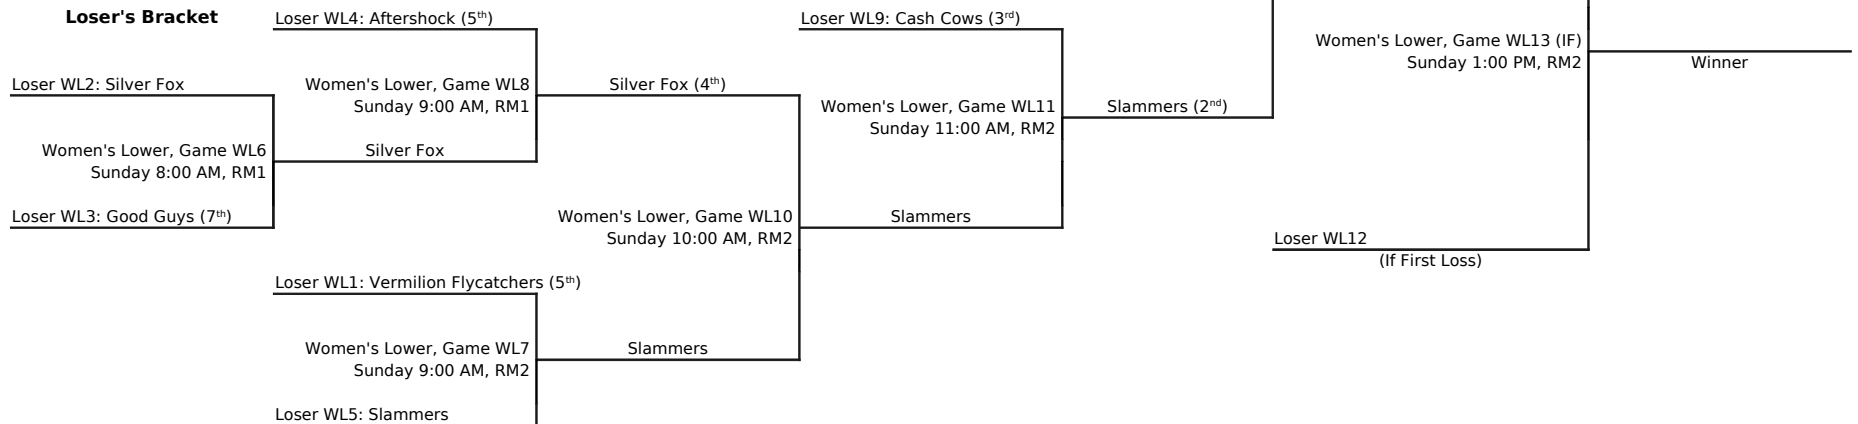 Loser's Bracket
Loser WL4: Aftershock (5th)
Loser WL9: Cash Cows (3rd)
Women's Lower, Game WL13 (IF)
Sunday 1:00 PM, RM2
Winner
Loser WL2: Silver Fox
Women's Lower, Game WL8
Sunday 9:00 AM, RM1
Silver Fox (4th)
Women's Lower, Game WL11
Sunday 11:00 AM, RM2
Slammers (2nd)
Women's Lower, Game WL6
Sunday 8:00 AM, RM1
Silver Fox
Loser WL3: Good Guys (7th)
Women's Lower, Game WL10
Sunday 10:00 AM, RM2
Slammers
Loser WL12
(If First Loss)
Loser WL1: Vermilion Flycatchers (5th)
Women's Lower, Game WL7
Sunday 9:00 AM, RM2
Slammers
Loser WL5: Slammers